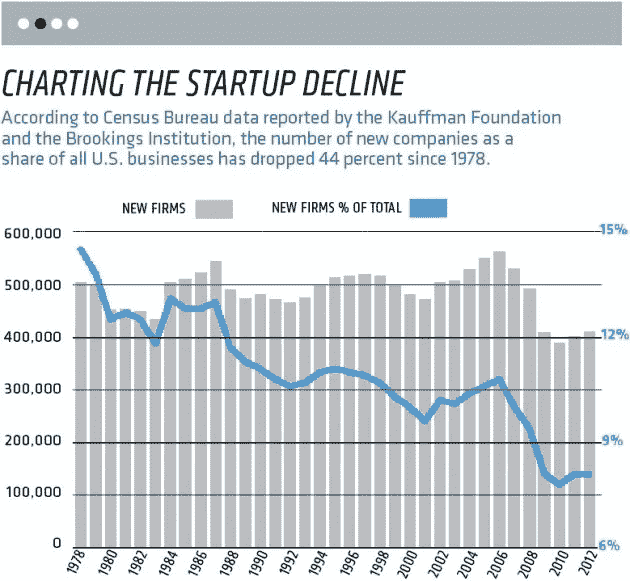 CHARTING THE STARTUP DECLINE
According to Census Bureau data reported by the Kauffman Foundation
and the Brookings Institution, the number of new companies as a
share of all U.S. businesses has dropped 44 percent since 1978.
NEW FIRMS NEW FIRMS % OF TOTAL
600,000 15%
500,000
400,000 12%
300,000
200,000 9%
100,000
0 6%
1978 1980 1982 1984 1986 1988 1990 1992 1994 1996 1998 2000 2001 2002 2004 2006 2008 2010 2012